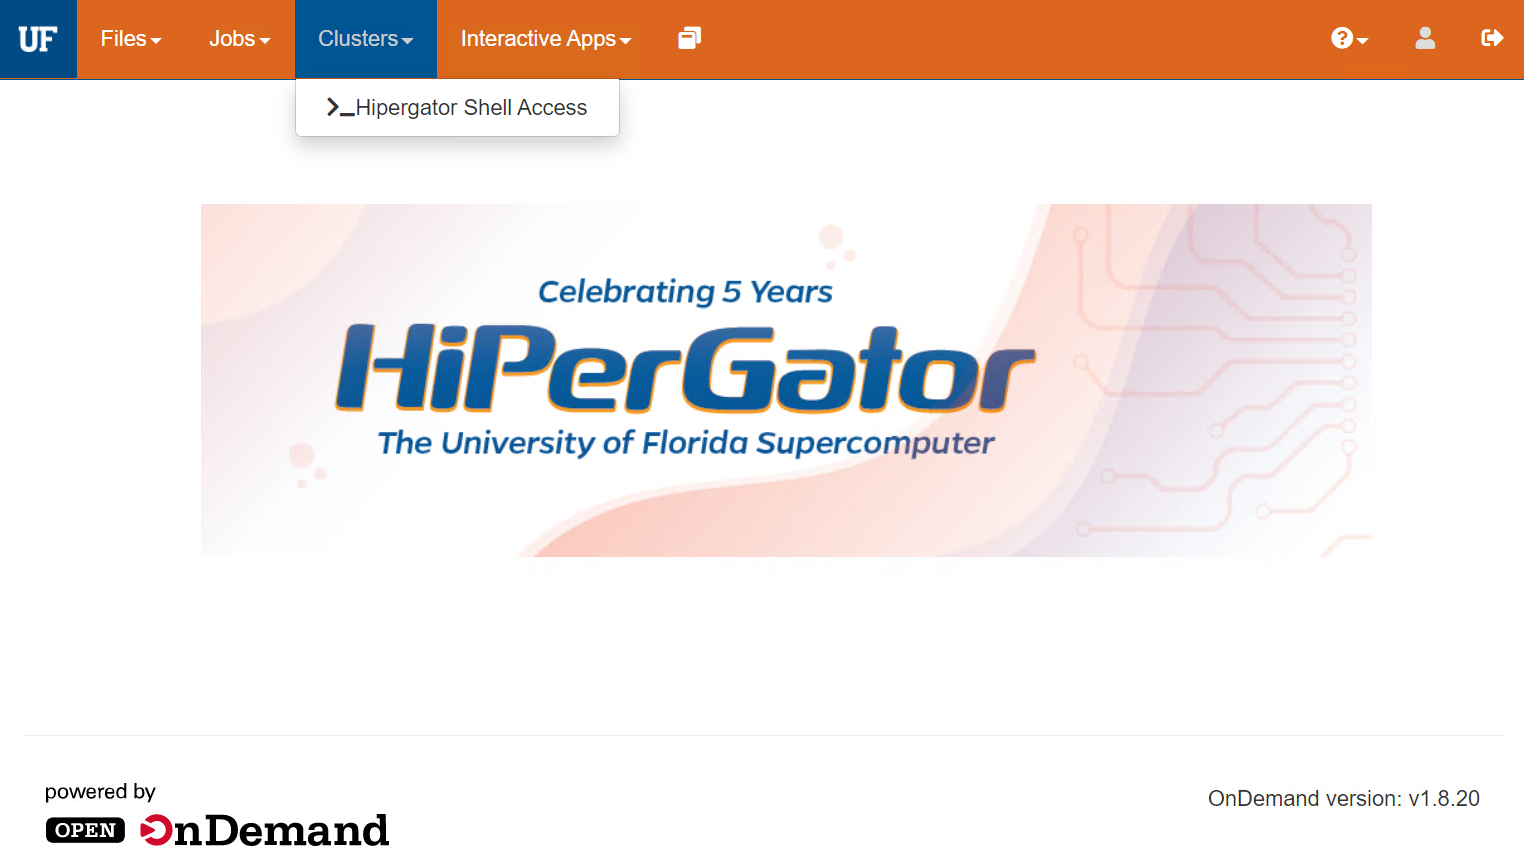 UF Files Jobs Clusters Interactive Apps
Hipergator Shell Access
Celebrating 5 Years
HiPerGator
The University of Florida Supercomputer
powered by
OPEN OnDemand
OnDemand version: v1.8.20